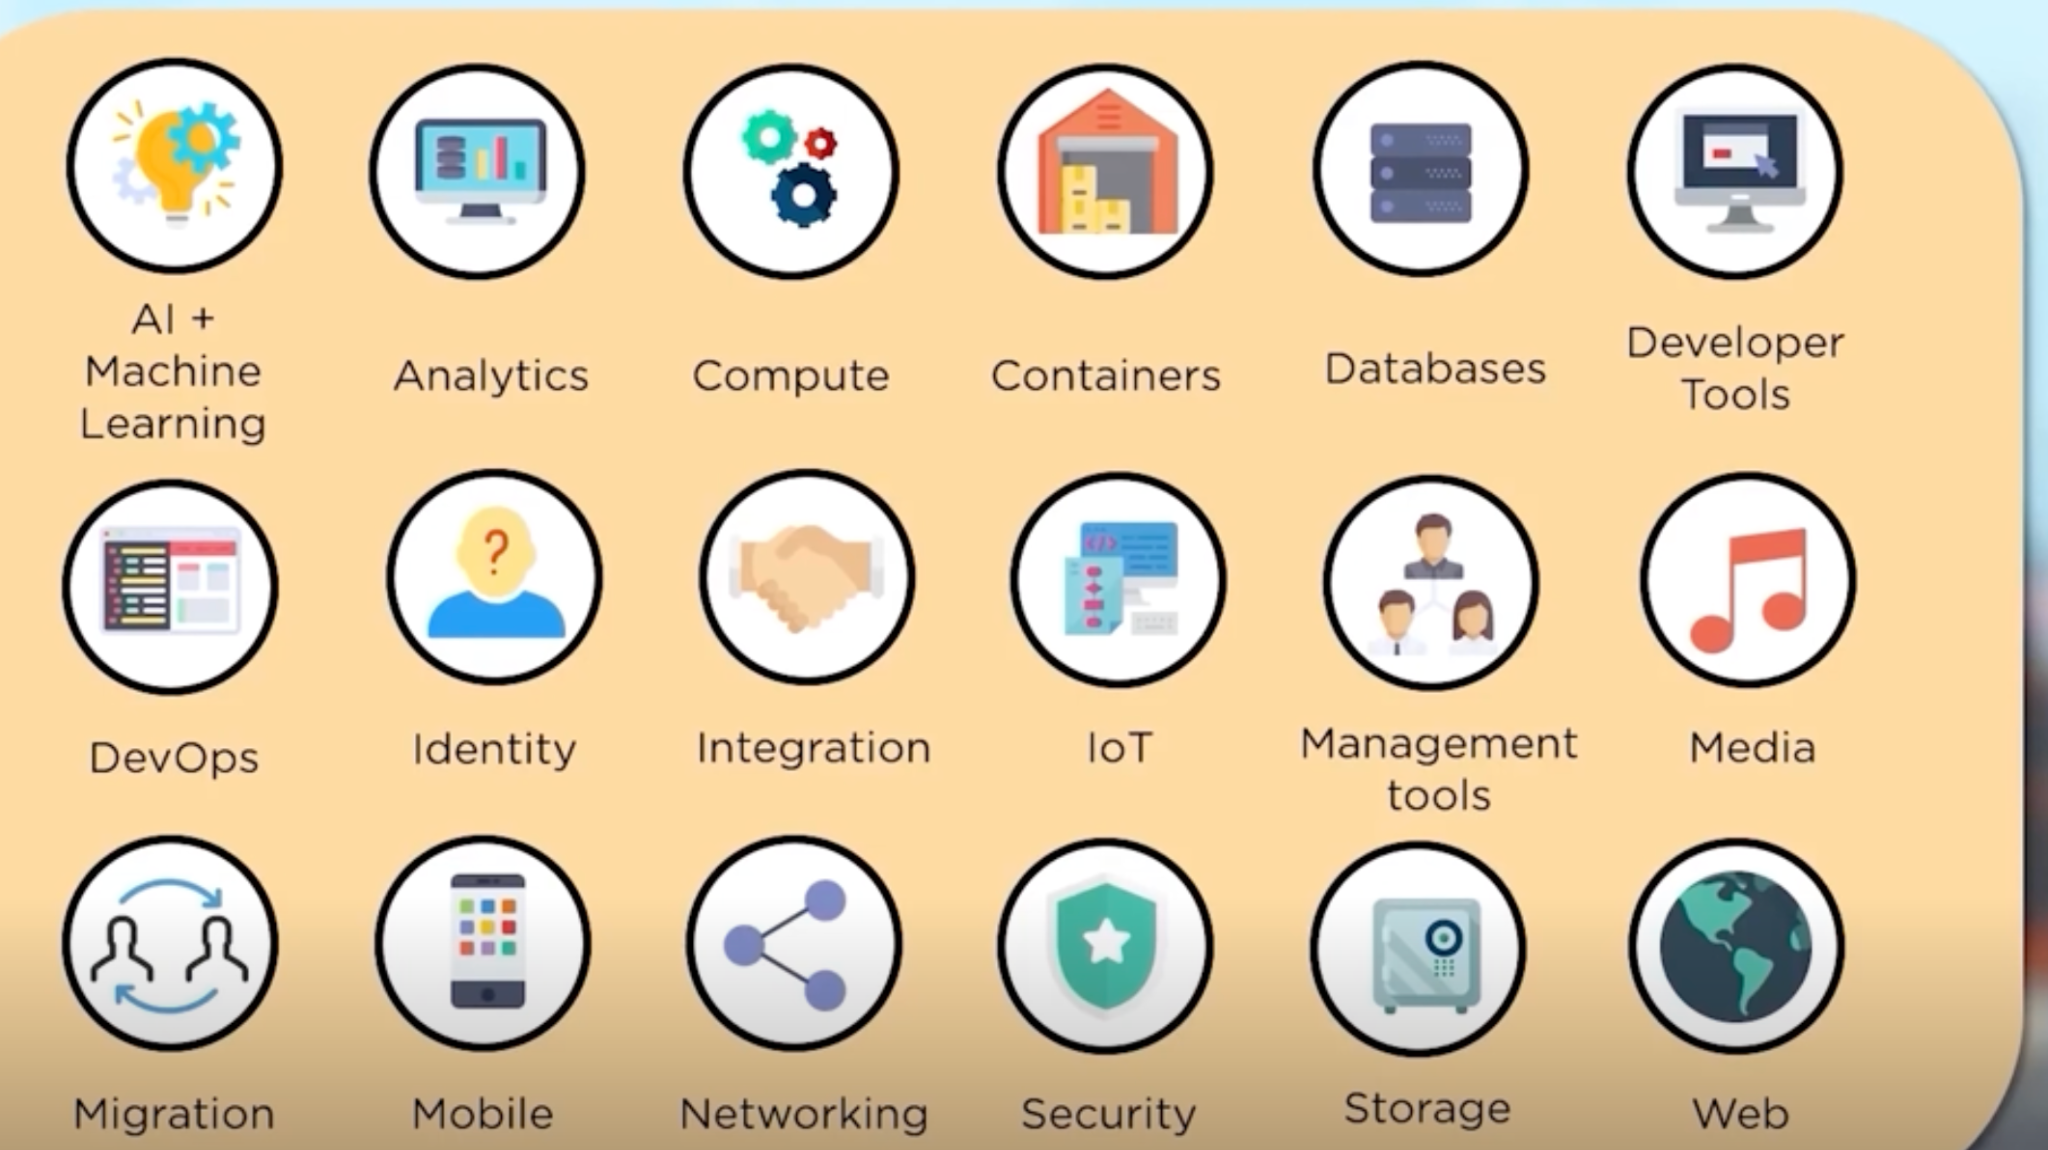 AI +
Machine
Learning
Analytics
Compute
Containers
Databases
Developer
Tools
DevOps
Identity
Integration
IoT
Management
tools
Media
Migration
Mobile
Networking
Security
Storage
Web